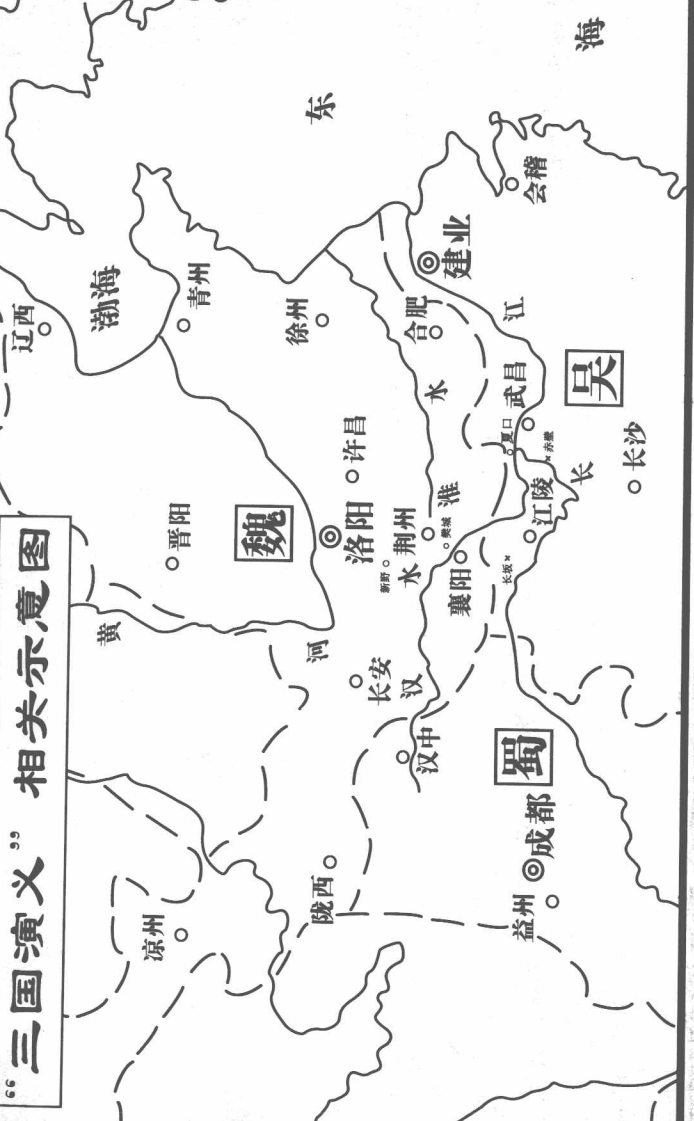 “三国演义”相关示意图
辽西
渤海
黄
凉州
晋阳
青州
魏
徐州
河
东
陇西
许昌
洛阳
长安
新野
荆州
水
汉
合肥
汉中
水
樊城
淮
建业
襄阳
长坂
夏口
江
武昌
益州
蜀
会稽
成都
江陵
赤壁
长
海
吴
长沙